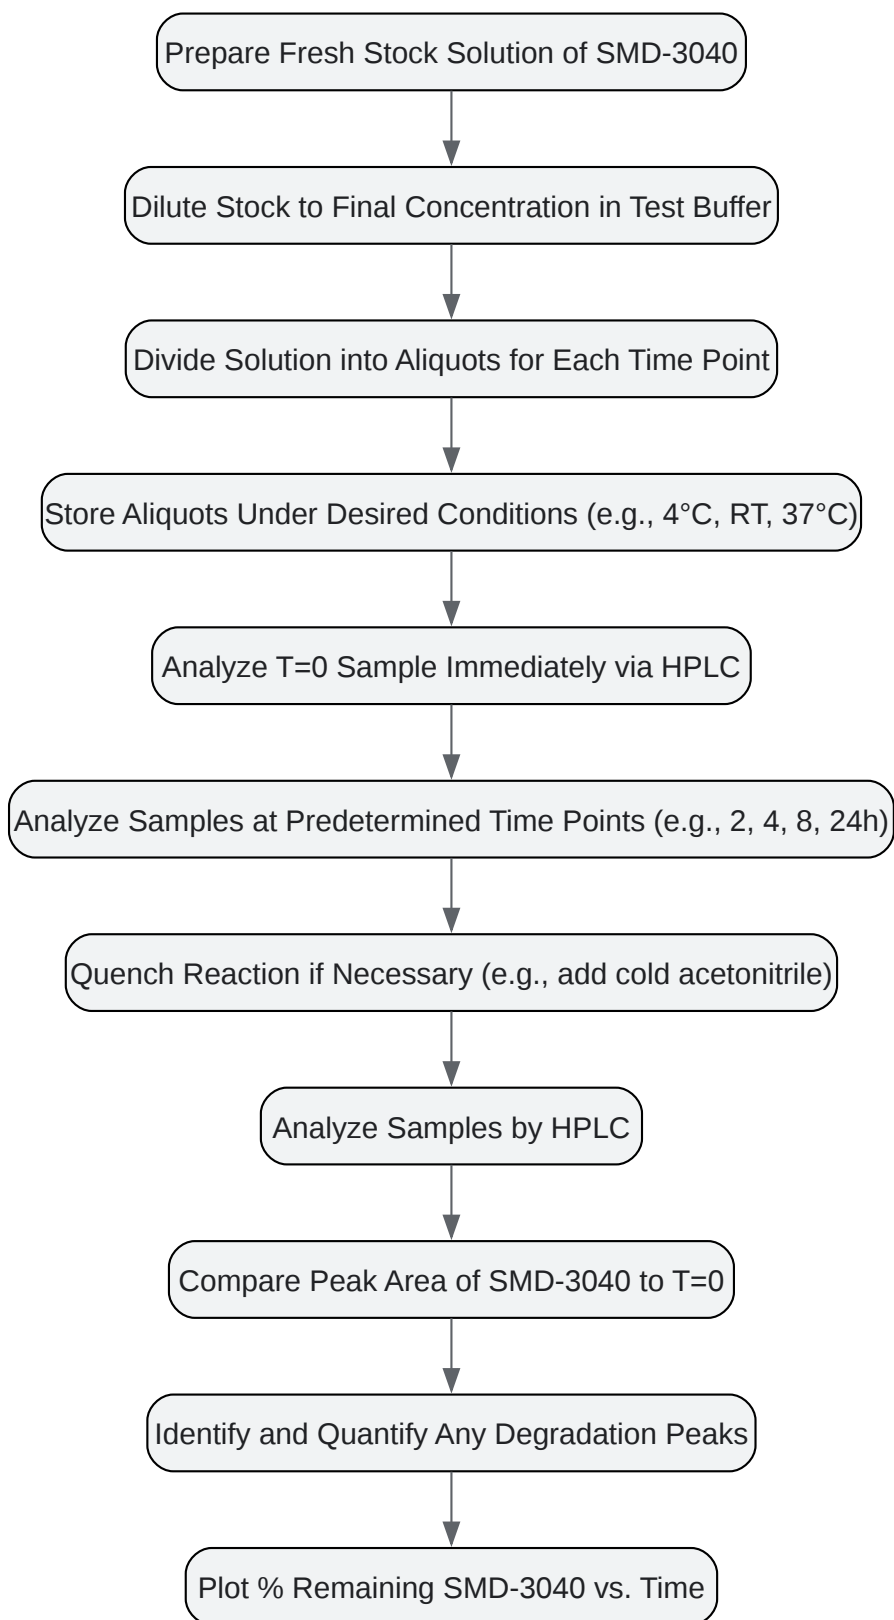 Prepare Fresh Stock Solution of SMD-3040
Dilute Stock to Final Concentration in Test Buffer
Divide Solution into Aliquots for Each Time Point
Store Aliquots Under Desired Conditions (e.g., 4°C, RT, 37°C)
Analyze T=0 Sample Immediately via HPLC
Analyze Samples at Predetermined Time Points (e.g., 2, 4, 8, 24h)
Quench Reaction if Necessary (e.g., add cold acetonitrile)
Analyze Samples by HPLC
Compare Peak Area of SMD-3040 to T=0
Identify and Quantify Any Degradation Peaks
Plot % Remaining SMD-3040 vs. Time